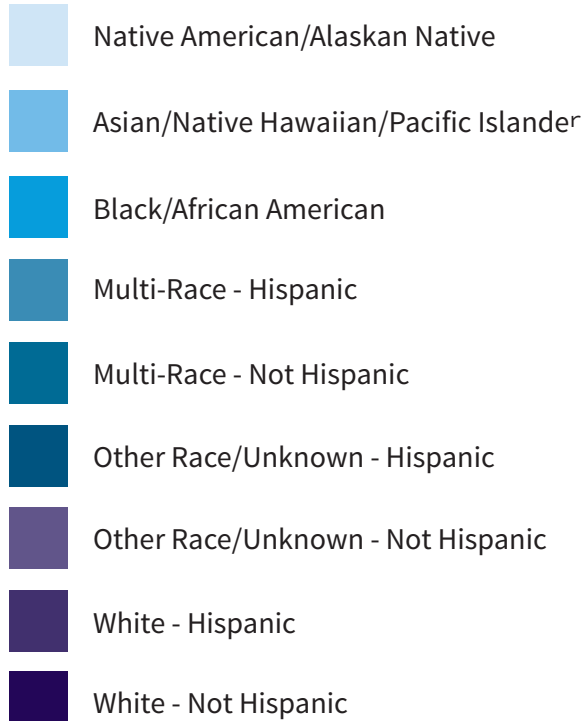 Native American/Alaskan Native
Asian/Native Hawaiian/Pacific Islander
Black/African American
Multi-Race - Hispanic
Multi-Race - Not Hispanic
Other Race/Unknown - Hispanic
Other Race/Unknown - Not Hispanic
White - Hispanic
White - Not Hispanic